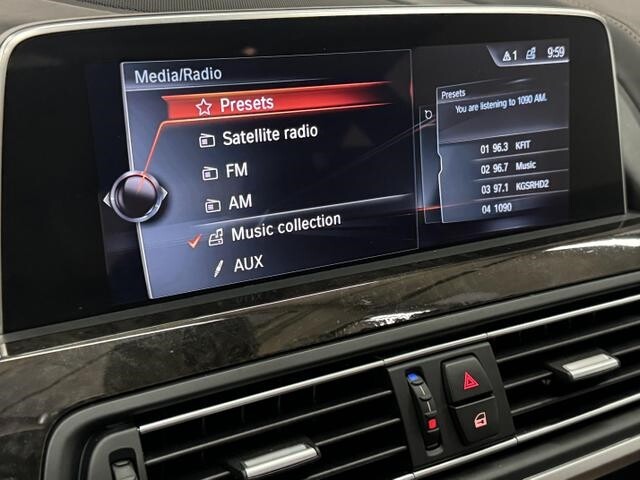 1 9:59
Media/Radio
Presets
Satellite radio
FM
AM
Music collection
AUX
Presets
You are listening to 1090 AM.
01 96.3 KFIT
02 96.7 Music
03 97.1 KGSRHD2
04 1090